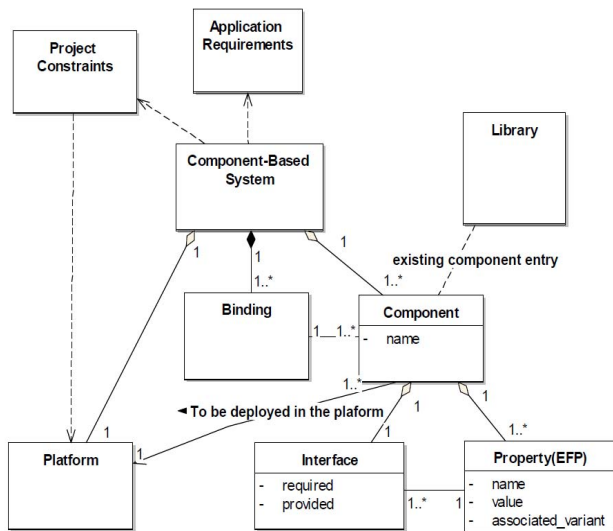 Application
Requirements
Project
Constraints
Library
Component-Based
System
1
1
1
existing component entry
1..*
1..*
Binding
Component
1
1..*
- name
1..*
◄ To be deployed in the plaform
1
1
1
1
1
1..*
Platform
Interface
- required
- provided
1..*
1
Property(EFP)
- name
- value
- associated_variant